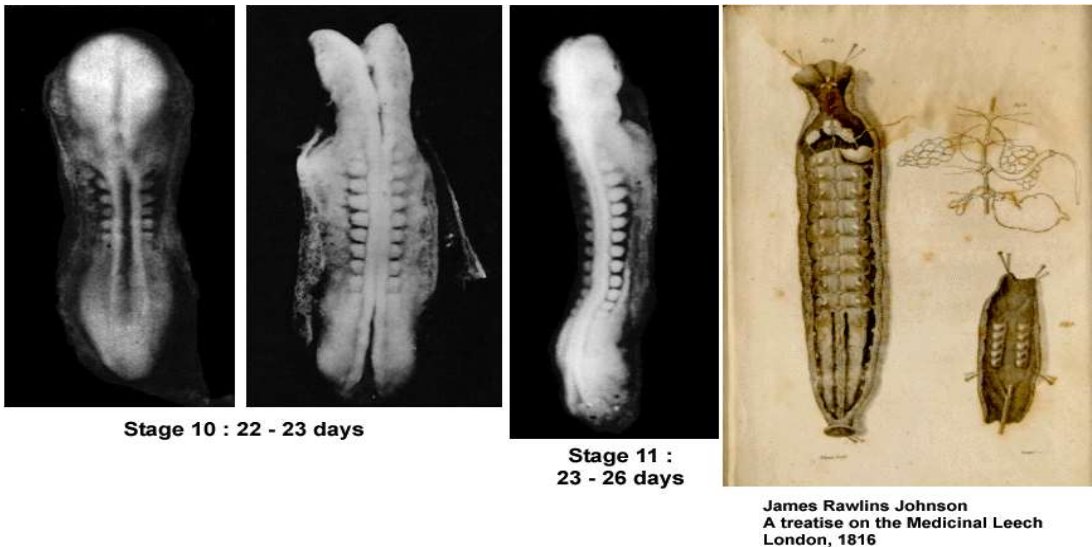 Stage 10 : 22 - 23 days
Stage 11 :
23 - 26 days
James Rawlins Johnson
A treatise on the Medicinal Leech
London, 1816